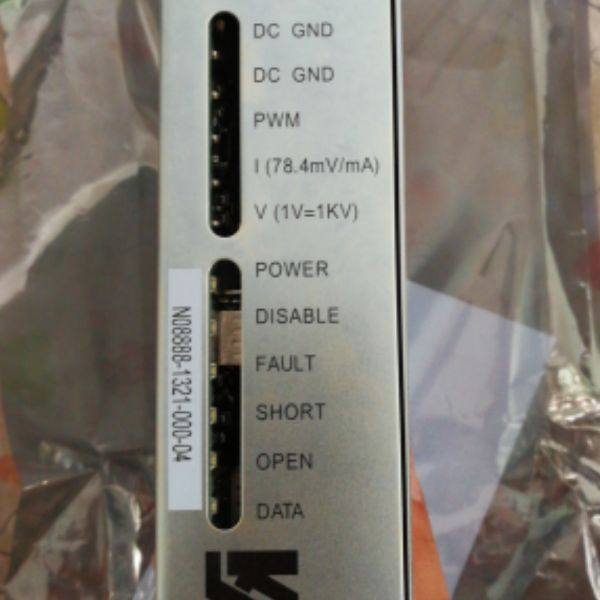 DC GND
DC GND
PWM
I (78.4mV/mA)
V (1V=1KV)
POWER
DISABLE
FAULT
SHORT
OPEN
DATA
N08888-1321-000-04